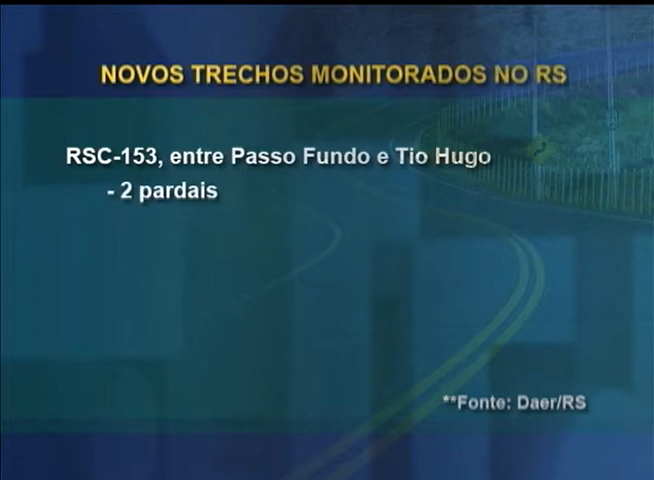 NOVOS TRECHOS MONITORADOS NO RS
RSC-153, entre Passo Fundo e Tio Hugo
- 2 pardais
**Fonte: Daer/RS